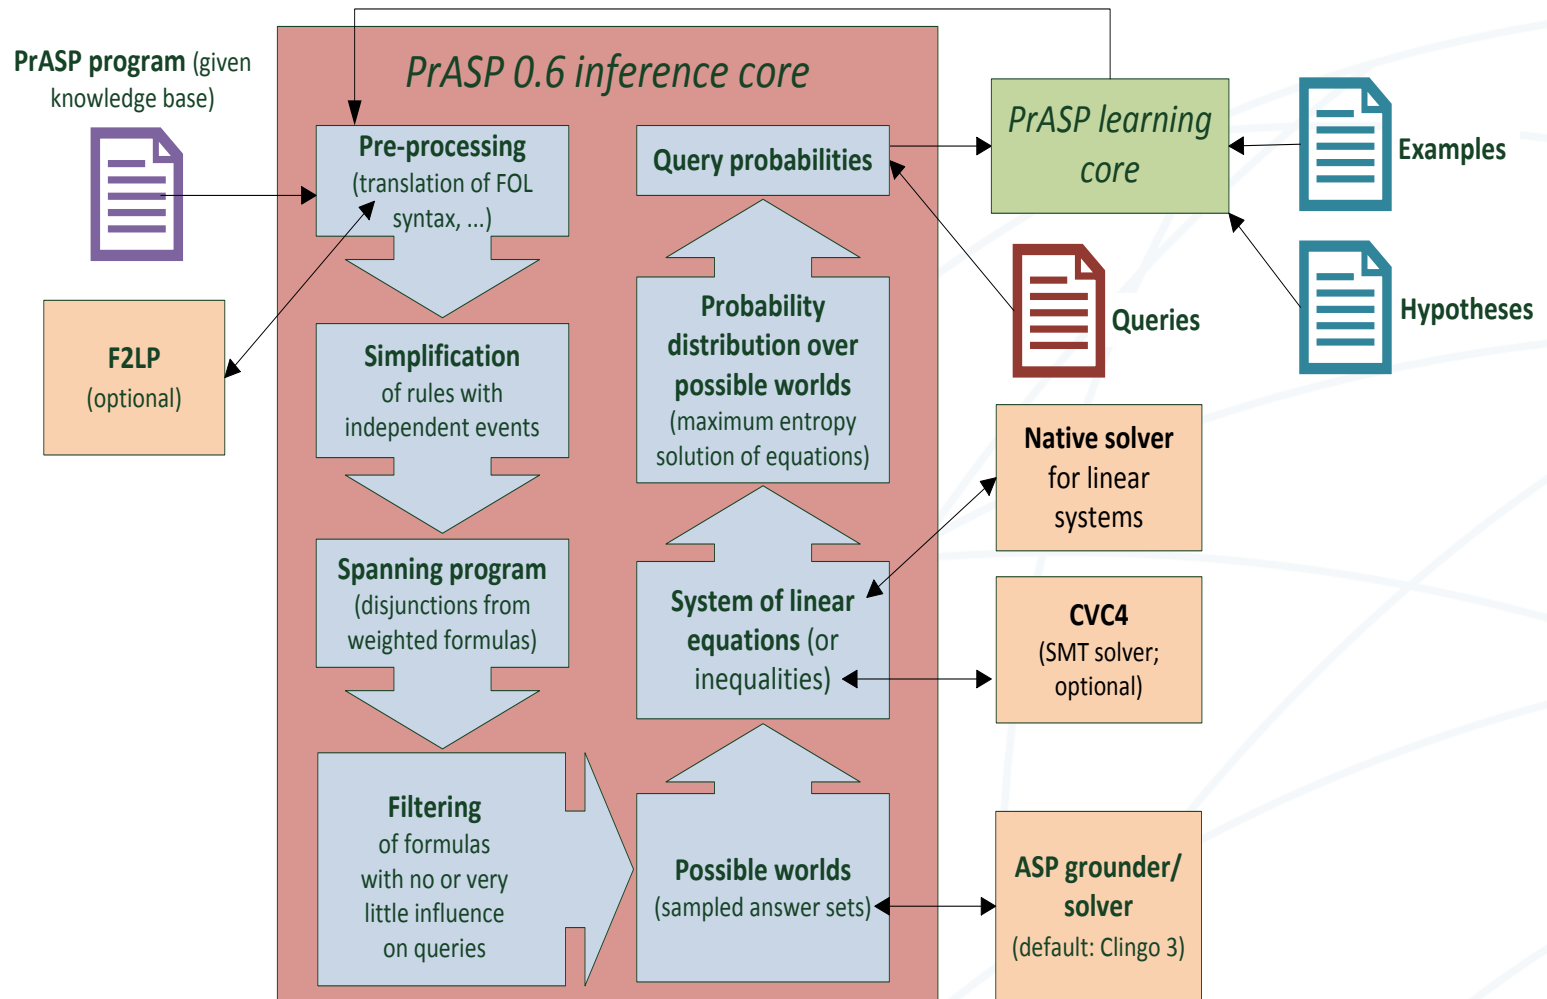 PrASP program (given
knowledge base)
PrASP 0.6 inference core
Pre-processing
(translation of FOL
syntax, ...)
F2LP
(optional)
Simplification
of rules with
independent events
Spanning program
(disjunctions from
weighted formulas)
Filtering
of formulas
with no or very
little influence
on queries
Possible worlds
(sampled answer sets)
System of linear
equations (or
inequalities)
Probability
distribution over
possible worlds
(maximum entropy
solution of equations)
Query probabilities
PrASP learning
core
Examples
Hypotheses
Queries
Native solver
for linear
systems
CVC4
(SMT solver;
optional)
ASP grounder/
solver
(default: Clingo 3)